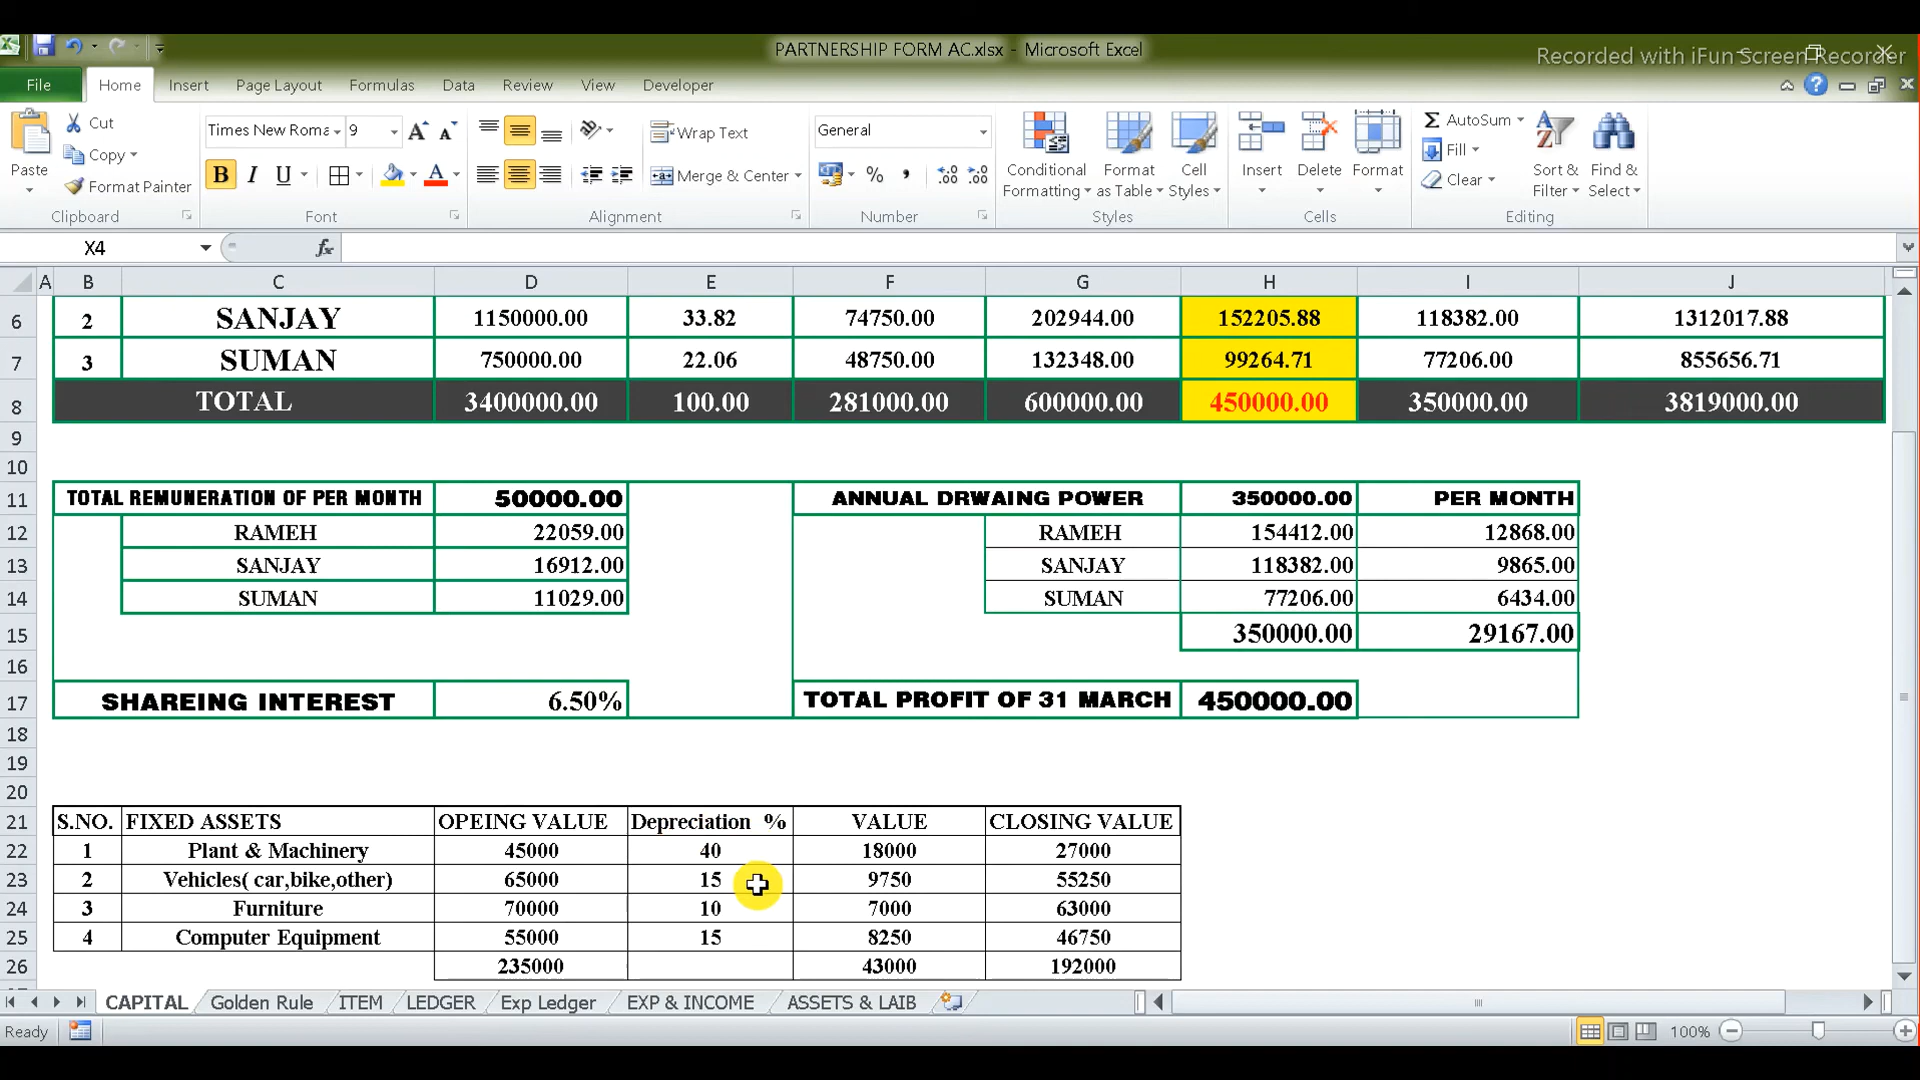 PARTNERSHIP FORM AC.xlsx - Microsoft Excel
Recorded with iFun Screen Recorder
File Home Insert Page Layout Formulas Data Review View Developer
Paste
Cut
Copy
Format Painter
Clipboard
Times New Roma 9
B I U
Font
Wrap Text
Merge & Center
Alignment
General
%
Number
Conditional Formatting
Format as Table
Cell Styles
Styles
Insert
Delete
Format
Cells
AutoSum
Fill
Clear
Sort & Filter
Find & Select
Editing
X4 fx
A B C D E F G H I J
6 2 SANJAY 1150000.00 33.82 74750.00 202944.00 152205.88 118382.00 1312017.88
7 3 SUMAN 750000.00 22.06 48750.00 132348.00 99264.71 77206.00 855656.71
8 TOTAL 3400000.00 100.00 281000.00 600000.00 450000.00 350000.00 3819000.00
9
10
11 TOTAL REMUNERATION OF PER MONTH 50000.00 ANNUAL DRWAING POWER 350000.00 PER MONTH
12 RAMEH 22059.00 RAMEH 154412.00 12868.00
13 SANJAY 16912.00 SANJAY 118382.00 9865.00
14 SUMAN 11029.00 SUMAN 77206.00 6434.00
15 350000.00 29167.00
16
17 SHAREING INTEREST 6.50% TOTAL PROFIT OF 31 MARCH 450000.00
18
19
20
21 S.NO. FIXED ASSETS OPEING VALUE Depreciation % VALUE CLOSING VALUE
22 1 Plant & Machinery 45000 40 18000 27000
23 2 Vehicles( car,bike,other) 65000 15 9750 55250
24 3 Furniture 70000 10 7000 63000
25 4 Computer Equipment 55000 15 8250 46750
26 235000 43000 192000
CAPITAL Golden Rule ITEM LEDGER Exp Ledger EXP & INCOME ASSETS & LAIB
Ready 100%